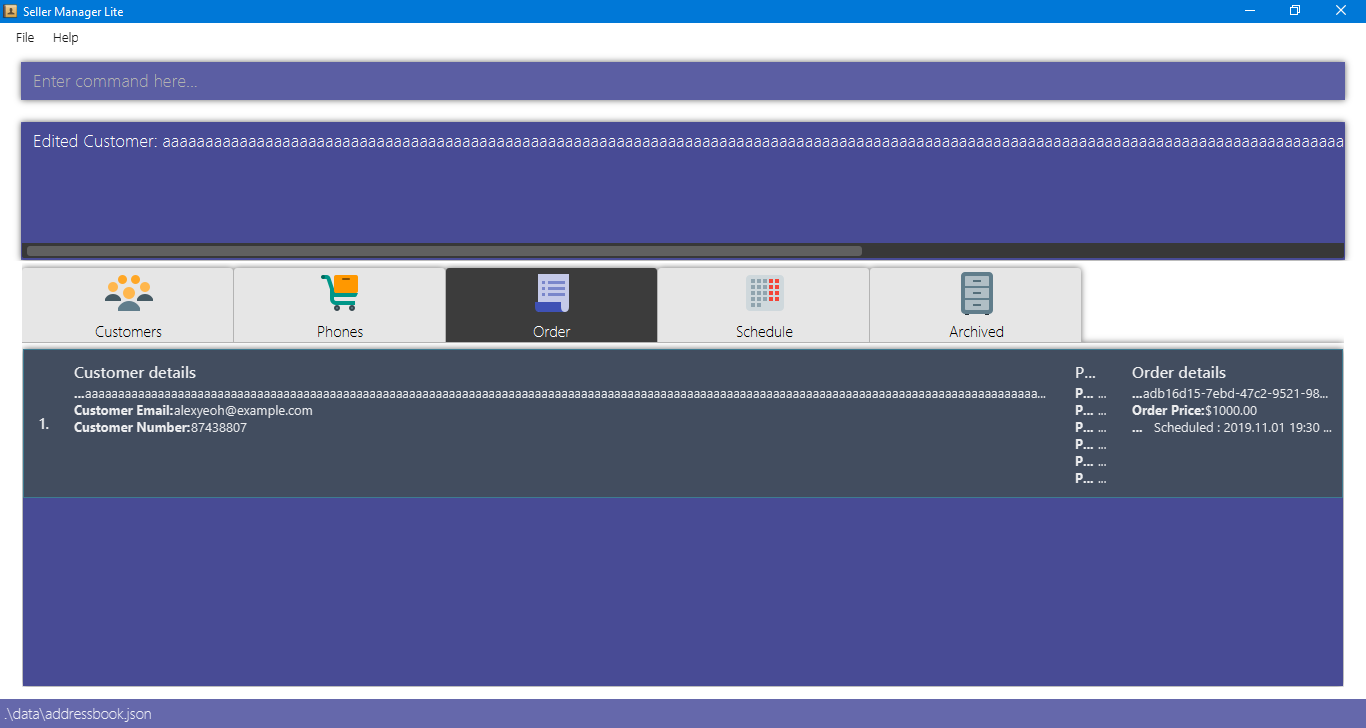 Seller Manager Lite
File Help
Enter command here...
Edited Customer: aaaaaaaaaaaaaaaaaaaaaaaaaaaaaaaaaaaaaaaaaaaaaaaaaaaaaaaaaaaaaaaaaaaaaaaaaaaaaaaaaaaaaaaaaaaaaaaaaaaaaaaaaaaaaaaaaaaaaaaaaaaaaaaaaaaaaaaaaaaaaa
Customers Phones Order Schedule Archived
Customer details P... Order details
...aaaaaaaaaaaaaaaaaaaaaaaaaaaaaaaaaaaaaaaaaaaaaaaaaaaaaaaaaaaaaaaaaaaaaaaaaaaaaaaaaaaaaaaaaaaaaaaaaaaaaaaaaaaaaaaaaaaaaaaaaaaaaaaaaaaaaaaaaaaaaa... P... ... ...adb16d15-7ebd-47c2-9521-98...
Customer Email:alexyeoh@example.com P... ... Order Price:$1000.00
1. Customer Number:87438807 P... ... ... Scheduled : 2019.11.01 19:30 ...
P... ...
P... ...
P... ...
.\data\addressbook.json